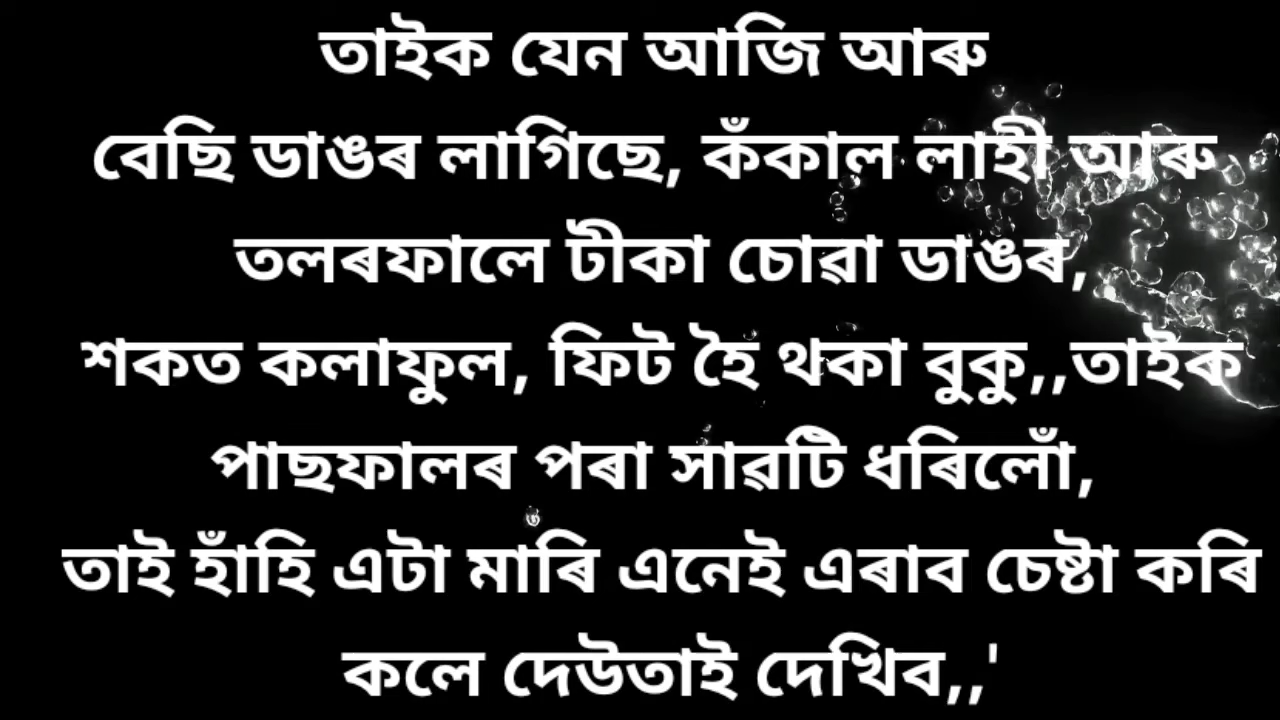 তাইক যেন আজি আৰু
বেছি ডাঙৰ লাগিছে, কঁকাল লাহী আৰু
তলৰফালে টীকা চোৱা ডাঙৰ,
শকত কলাফুল, ফিট হৈ থকা বুকু,,তাইক
পাছফালৰ পৰা সাৱটি ধৰিলোঁ,
তাই হাঁহি এটা মাৰি এনেই এৰাব চেষ্টা কৰি
কলে দেউতাই দেখিব,,'